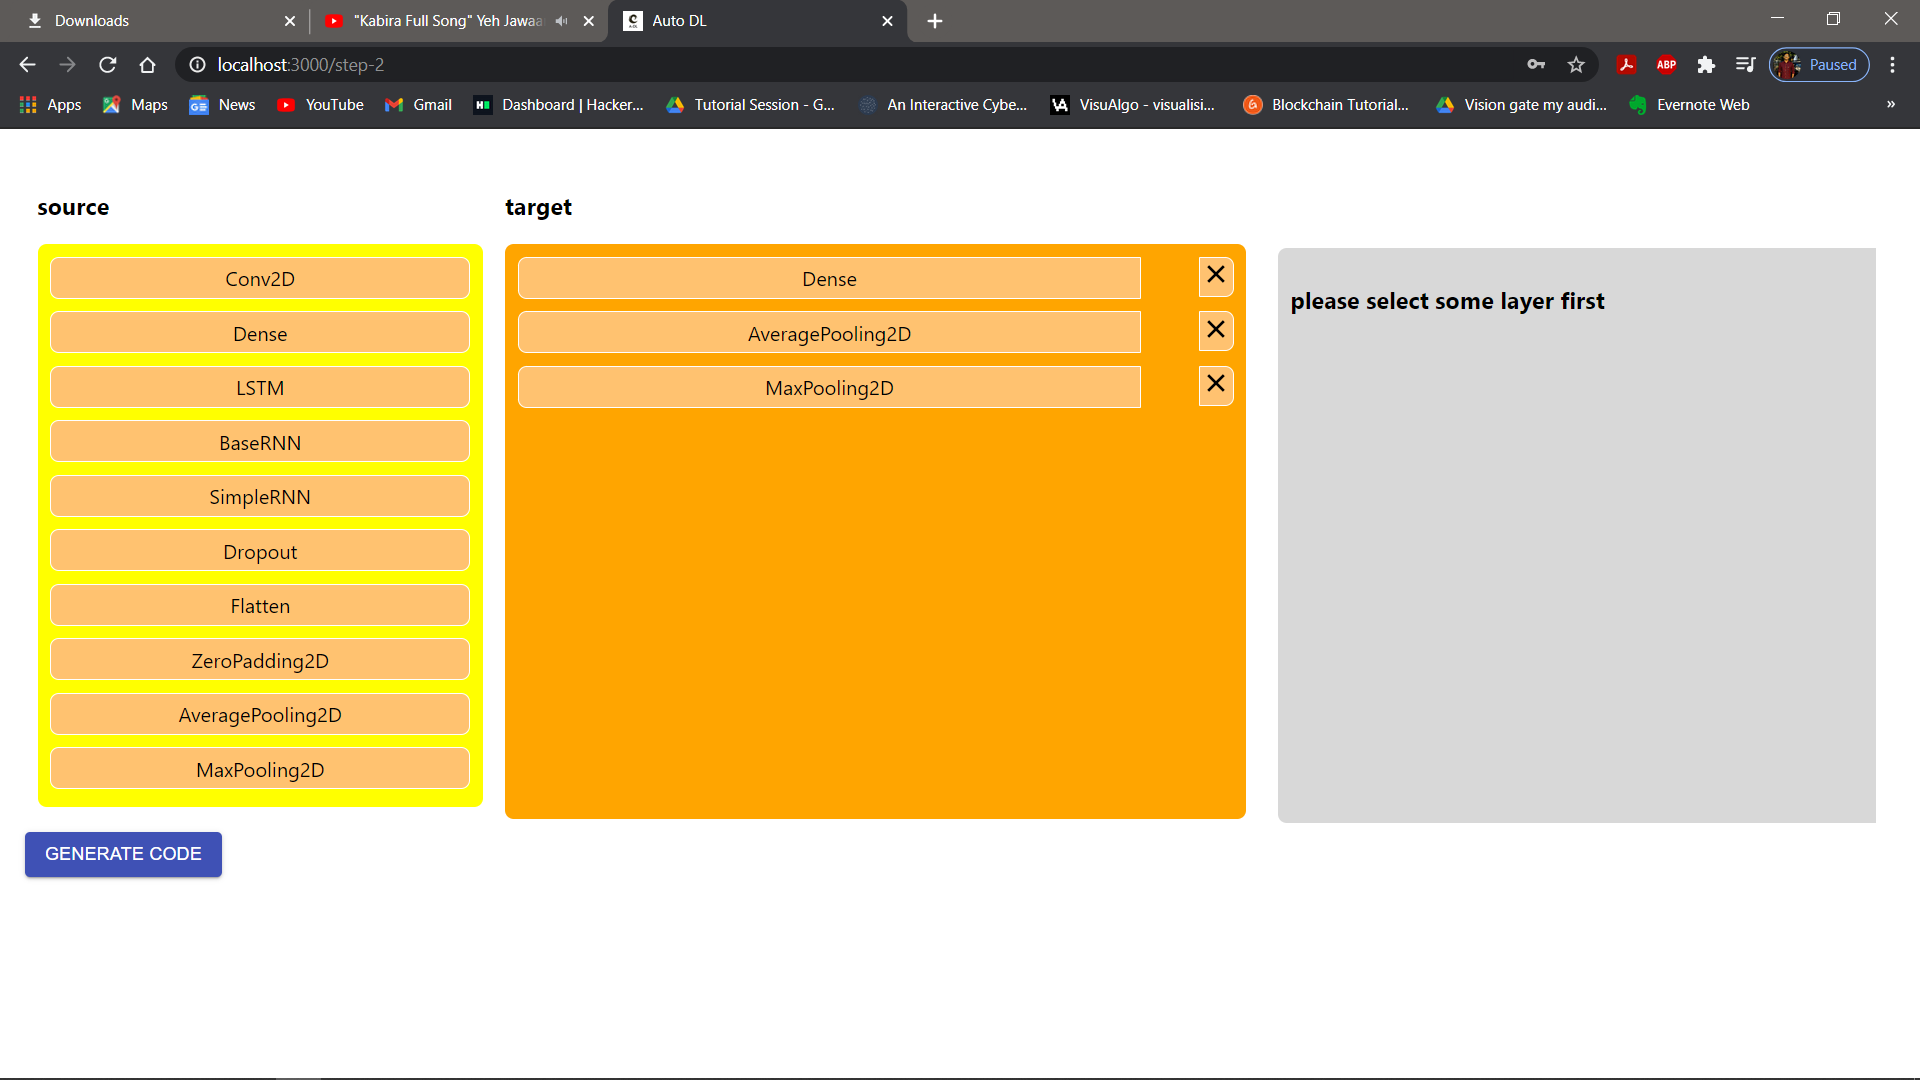 Downloads
"Kabira Full Song" Yeh Jawaa
Auto DL
localhost:3000/step-2
ABP
Paused
Apps
Maps
News
YouTube
Gmail
Dashboard | Hacker...
Tutorial Session - G...
An Interactive Cybe...
VisuAlgo - visualisi...
Blockchain Tutorial...
Vision gate my audi...
Evernote Web
»
source
Conv2D
Dense
LSTM
BaseRNN
SimpleRNN
Dropout
Flatten
ZeroPadding2D
AveragePooling2D
MaxPooling2D
target
Dense
AveragePooling2D
MaxPooling2D
please select some layer first
GENERATE CODE